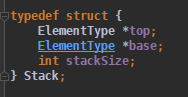 typedef struct {
    ElementType *top;
    ElementType *base;
    int stackSize;
} Stack;